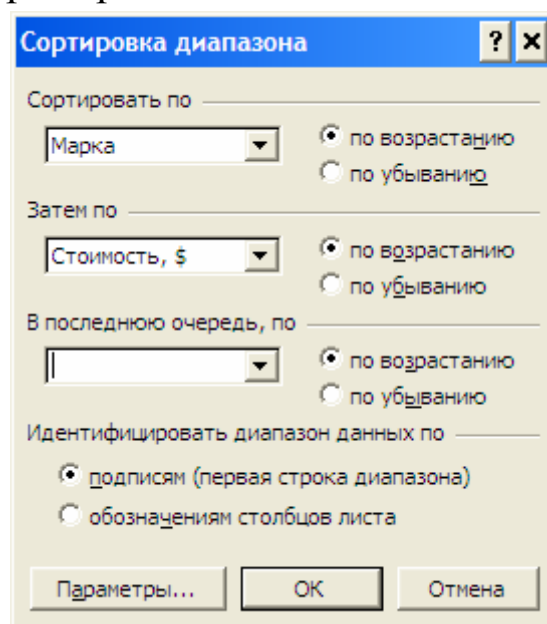 Сортировка диапазона ? ×
Сортировать по
Марка
по возрастанию
по убыванию
Затем по
Стоимость, $
по возрастанию
по убыванию
В последнюю очередь, по
по возрастанию
по убыванию
Идентифицировать диапазон данных по
подписям (первая строка диапазона)
обозначениям столбцов листа
Параметры... ОК Отмена